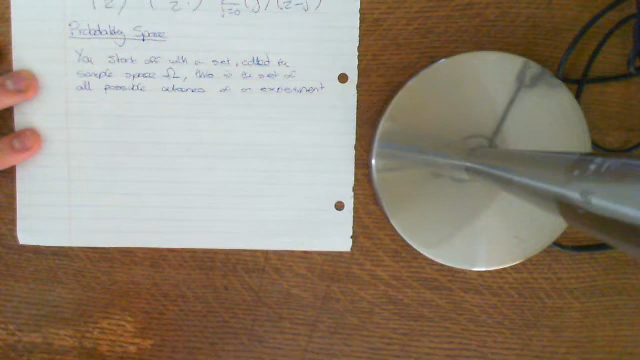 Probability Space
You start off with a set, called the
sample space Ω, this is the set of
all possible outcomes of an experiment